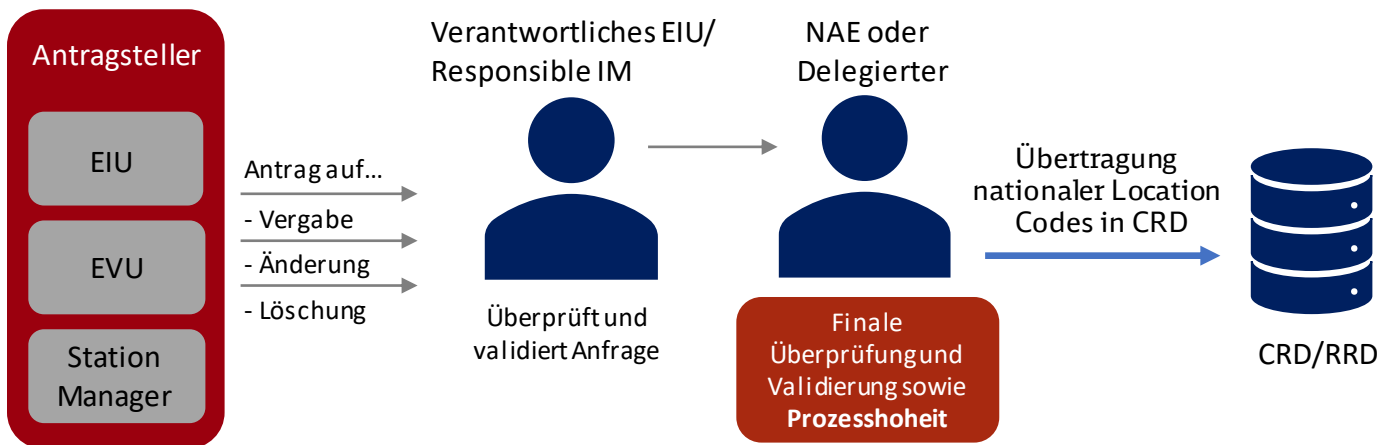 Antragsteller
EIU
EVU
Station
Manager
Antrag auf...
- Vergabe
- Änderung
- Löschung
Verantwortliches EIU/
Responsible IM
Überprüft und
validiert Anfrage
NAE oder
Delegierter
Finale
Überprüfung und
Validierung sowie
Prozesshoheit
Übertragung
nationaler Location
Codes in CRD
CRD/RRD